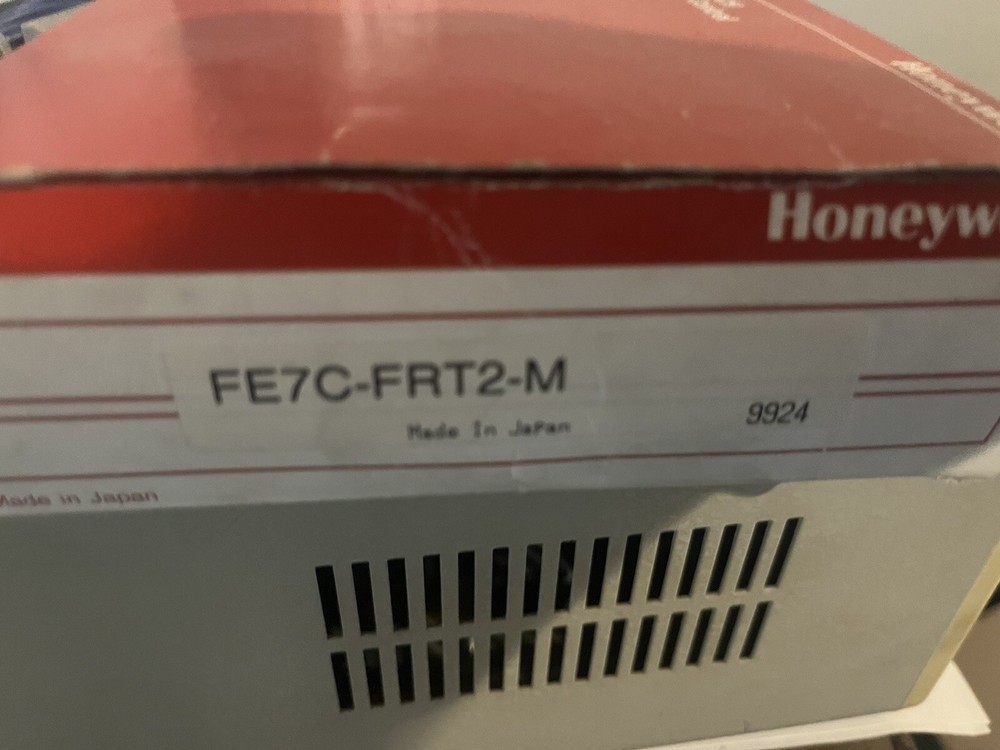 Honeyw
FE7C-FRT2-M
Made In Japan
9924
Made in Japan